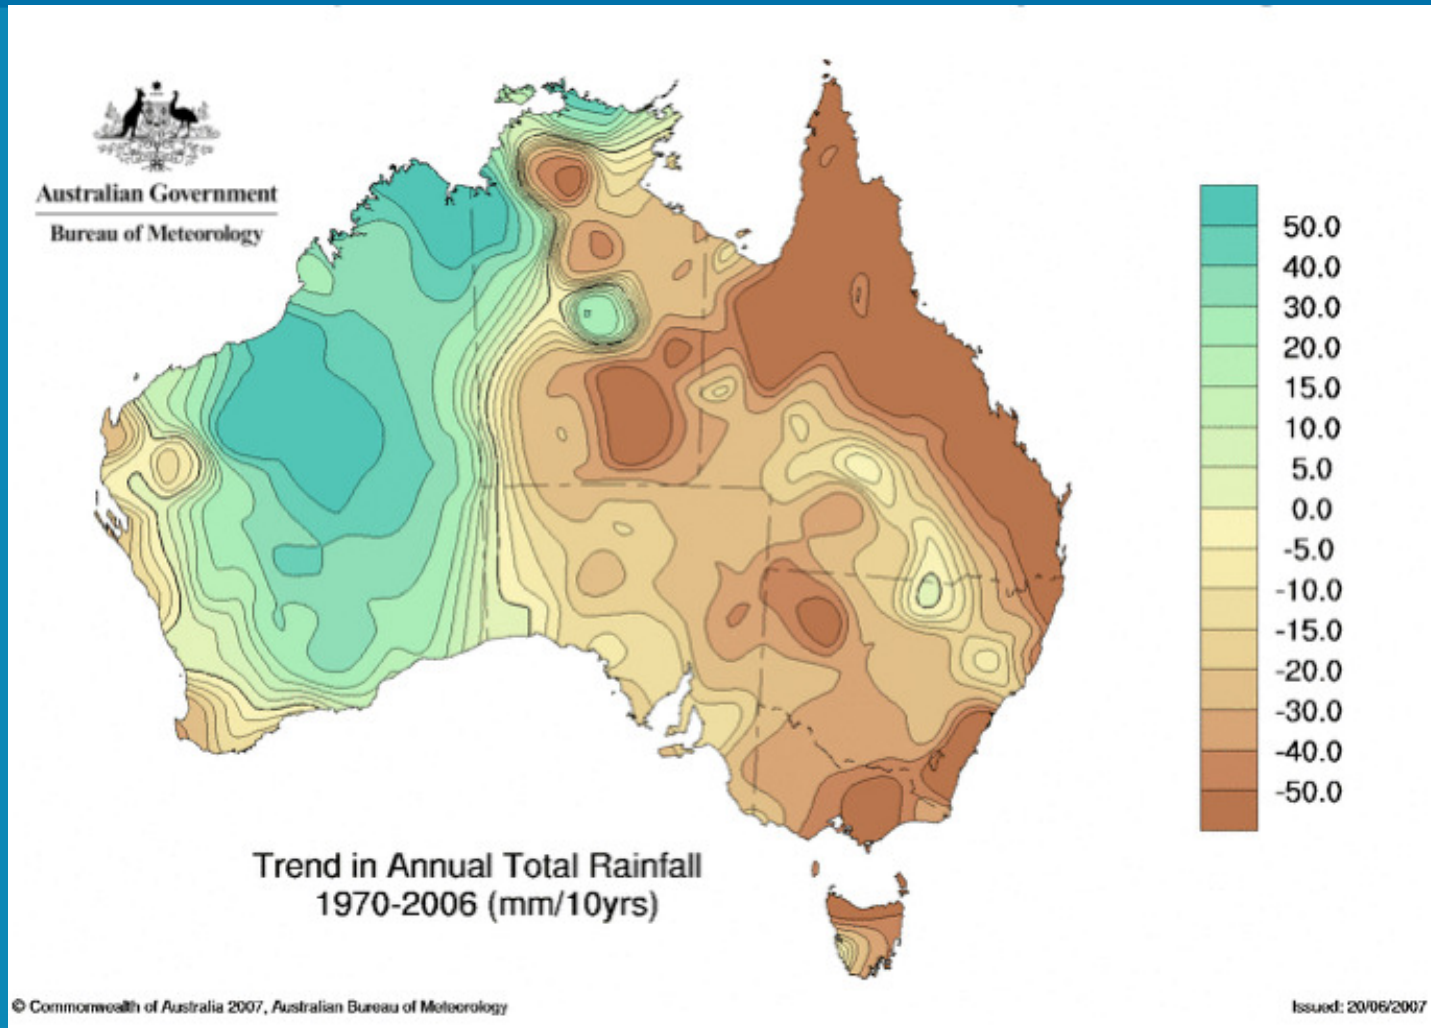 Australian Government
Bureau of Meteorology
50.0
40.0
30.0
20.0
15.0
10.0
5.0
0.0
-5.0
-10.0
-15.0
-20.0
-30.0
-40.0
-50.0
Trend in Annual Total Rainfall
1970-2006 (mm/10yrs)
© Commonwealth of Australia 2007, Australian Bureau of Meteorology
Issued: 20/06/2007